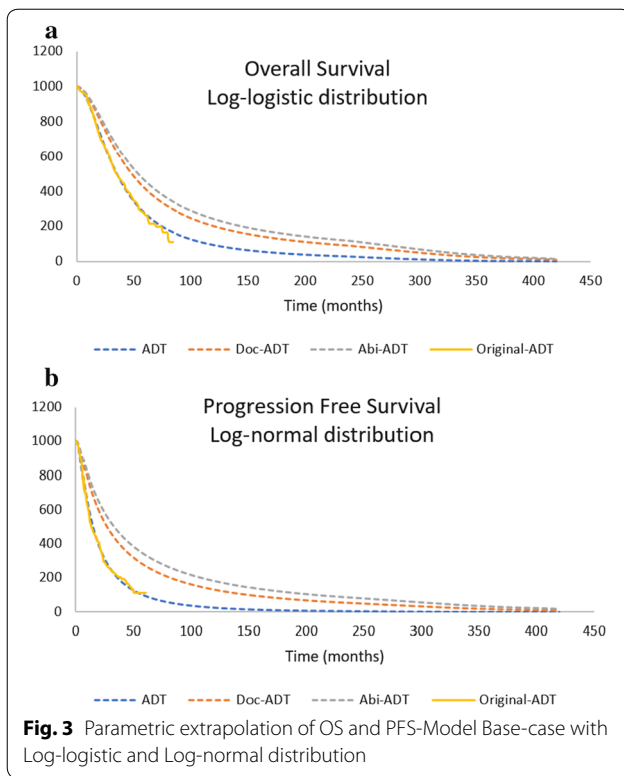 a
1200
Overall Survival
Log-logistic distribution
1000
800
600
400
200
0
0 50 100 150 200 250 300 350 400 450
Time (months)
ADT Doc-ADT Abi-ADT Original-ADT
b
1200
Progression Free Survival
Log-normal distribution
1000
800
600
400
200
0
0 50 100 150 200 250 300 350 400 450
Time (months)
ADT Doc-ADT Abi-ADT Original-ADT
Fig. 3 Parametric extrapolation of OS and PFS-Model Base-case with
Log-logistic and Log-normal distribution